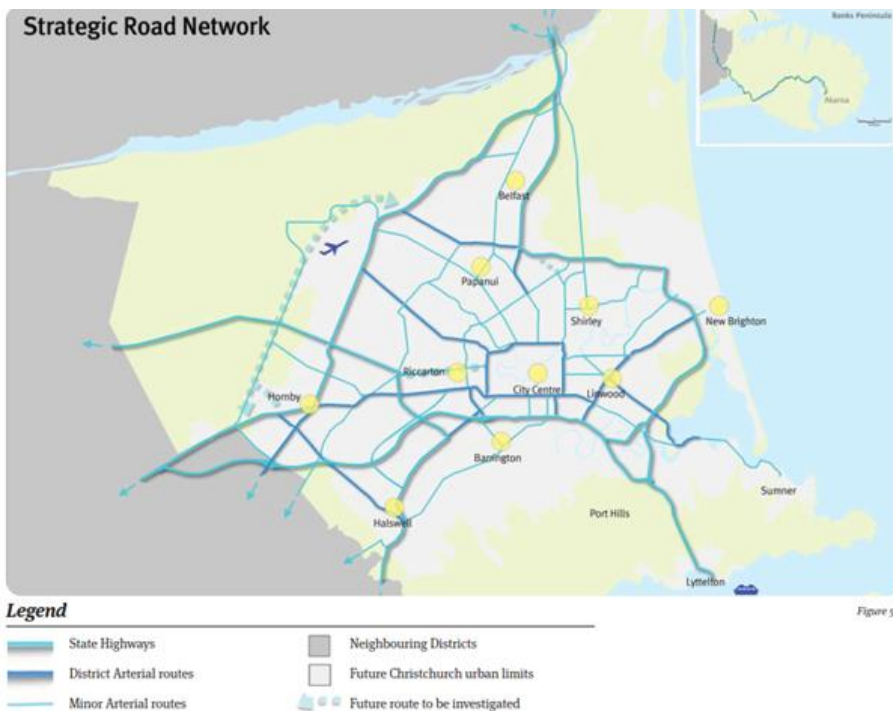 Strategic Road Network
Banks Peninsula
Akaroa
Belfast
Papanui
Shirley
New Brighton
Riccarton
City Centre
Linwood
Hornby
Barrington
Sumner
Halswell
Port Hills
Lyttelton
Legend
Figure 9
State Highways
Neighbouring Districts
District Arterial routes
Future Christchurch urban limits
Minor Arterial routes
Future route to be investigated